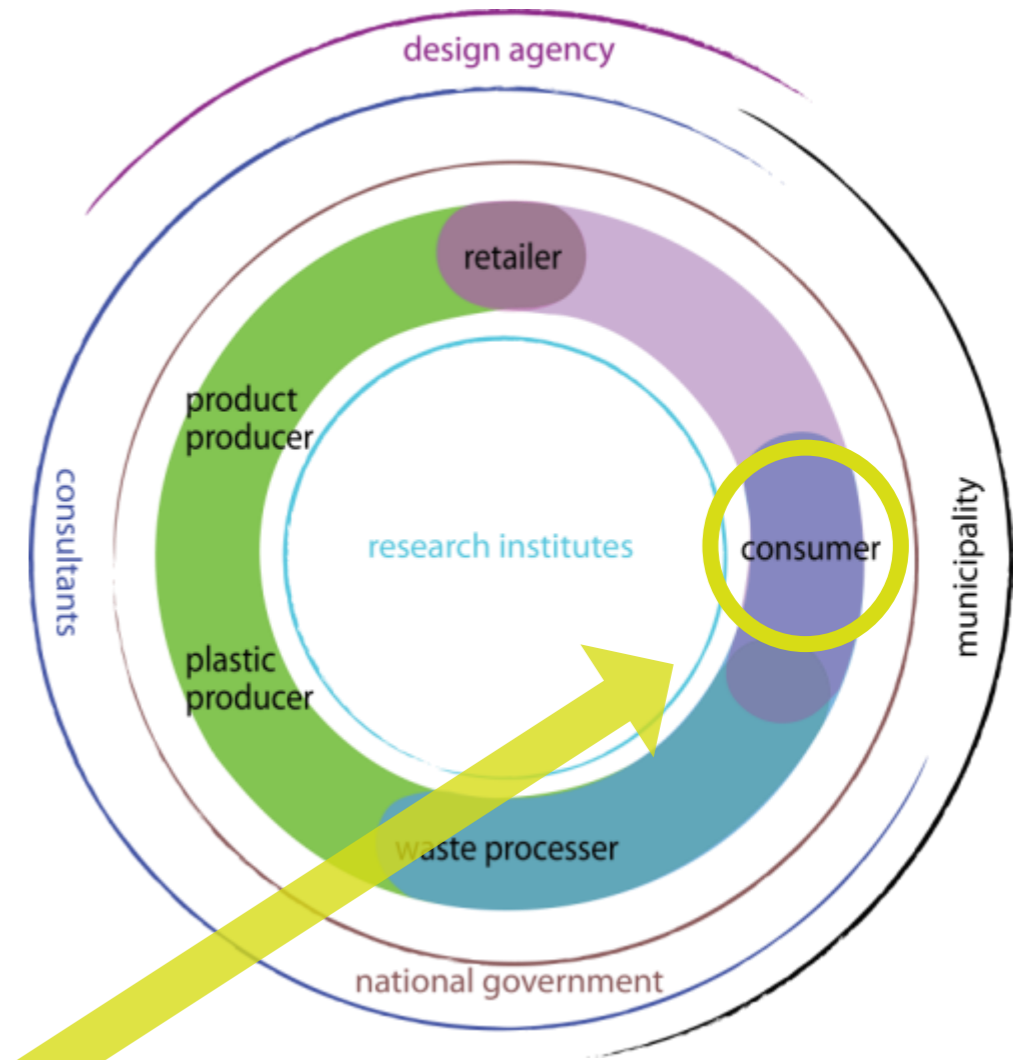 design agency
retailer
product
producer
consultants
research institutes
consumer
municipality
plastic
producer
waste processer
national government